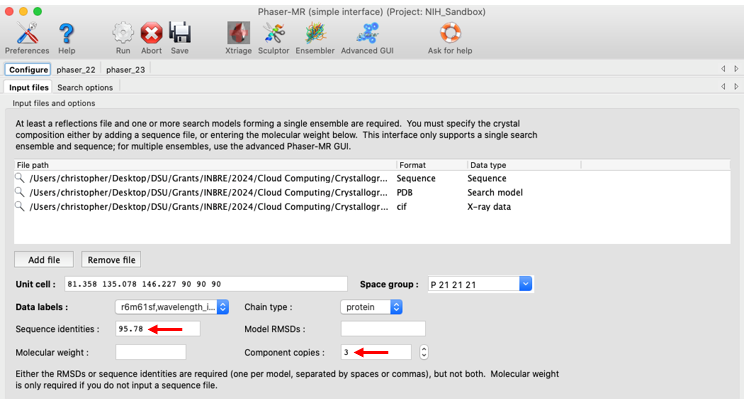 Phaser-MR (simple interface) (Project: NIH_Sandbox)
Preferences Help Run Abort Save Xtriage Sculptor Ensembler Advanced GUI Ask for help
Configure phaser_22 phaser_23
Input files Search options
Input files and options
At least a reflections file and one or more search models forming a single ensemble are required. You must specify the crystal
composition either by adding a sequence file, or entering the molecular weight below. This interface only supports a single search
ensemble and sequence; for multiple ensembles, use the advanced Phaser-MR GUI.
File path Format Data type
/Users/christopher/Desktop/DSU/Grants/INBRE/2024/Cloud Computing/Crystallogr... Sequence Sequence
/Users/christopher/Desktop/DSU/Grants/INBRE/2024/Cloud Computing/Crystallogr... PDB Search model
/Users/christopher/Desktop/DSU/Grants/INBRE/2024/Cloud Computing/Crystallogr... cif X-ray data
Add file Remove file
Unit cell : 81.358 135.078 146.227 90 90 90 Space group : P 21 21 21
Data labels : r6m61sf,wavelength_i... Chain type : protein
Sequence identities : 95.78 Model RMSDs :
Molecular weight : Component copies : 3
Either the RMSDs or sequence identities are required (one per model, separated by spaces or commas), but not both. Molecular weight
is only required if you do not input a sequence file.